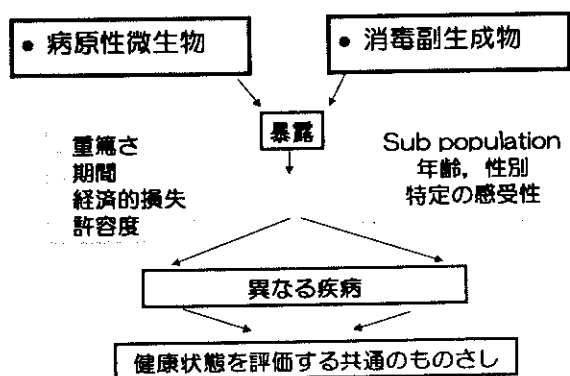 • 病原性微生物
• 消毒副生成物
暴露
重篤さ
期間
経済的損失
許容度
Sub population
年齢，性別
特定の感受性
異なる疾病
健康状態を評価する共通のものさし